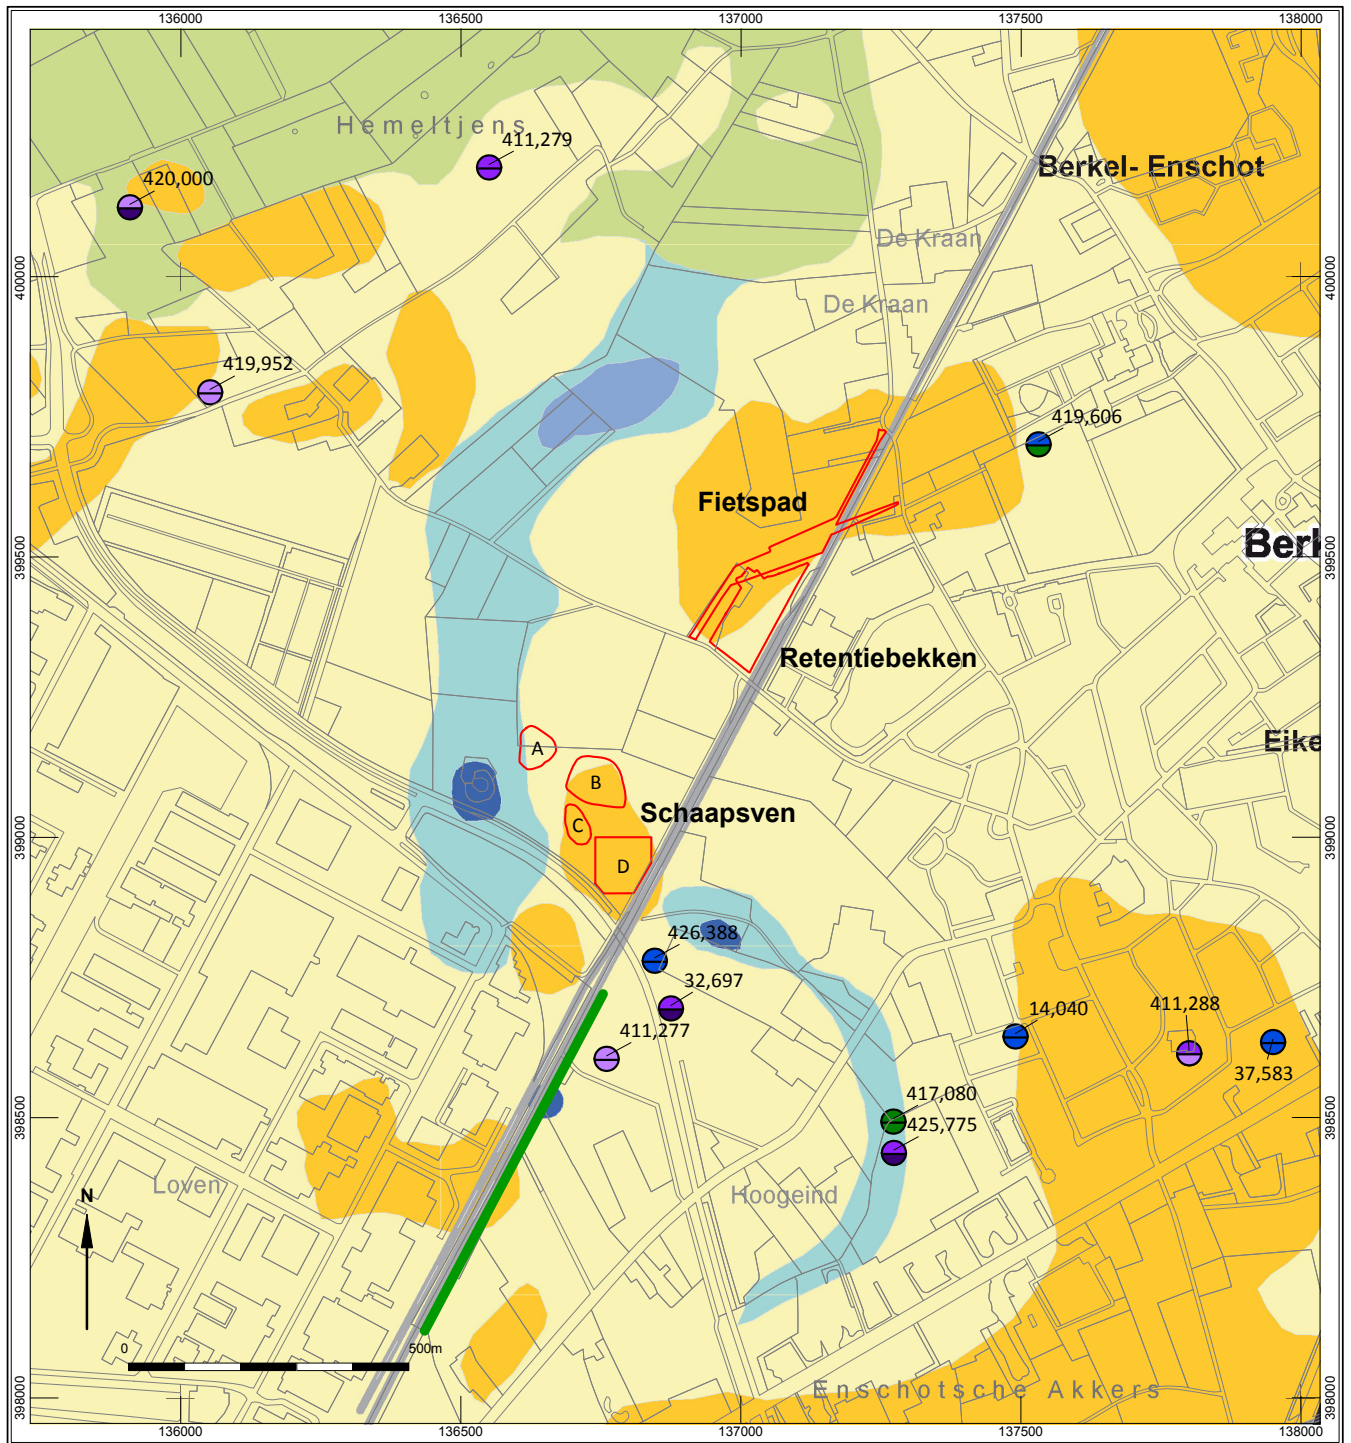 136000 136500 137000 137500 138000
Hemeltjens
411,279
420,000
Berkel- Enschot
De Kraan
400000 400000
De Kraan
419,952
419,606
Fietspad
399500 Berk 399500
Retentiebekken
A
Eike
B
Schaapsven
C
399000 399000
D
426,388
32,697
14,040
411,288
411,277
37,583
417,080
398500 398500
425,775
Loven
Hoogeind
N
0 500m
Enschotsche Akkers
398000 398000
136000 136500 137000 137500 138000